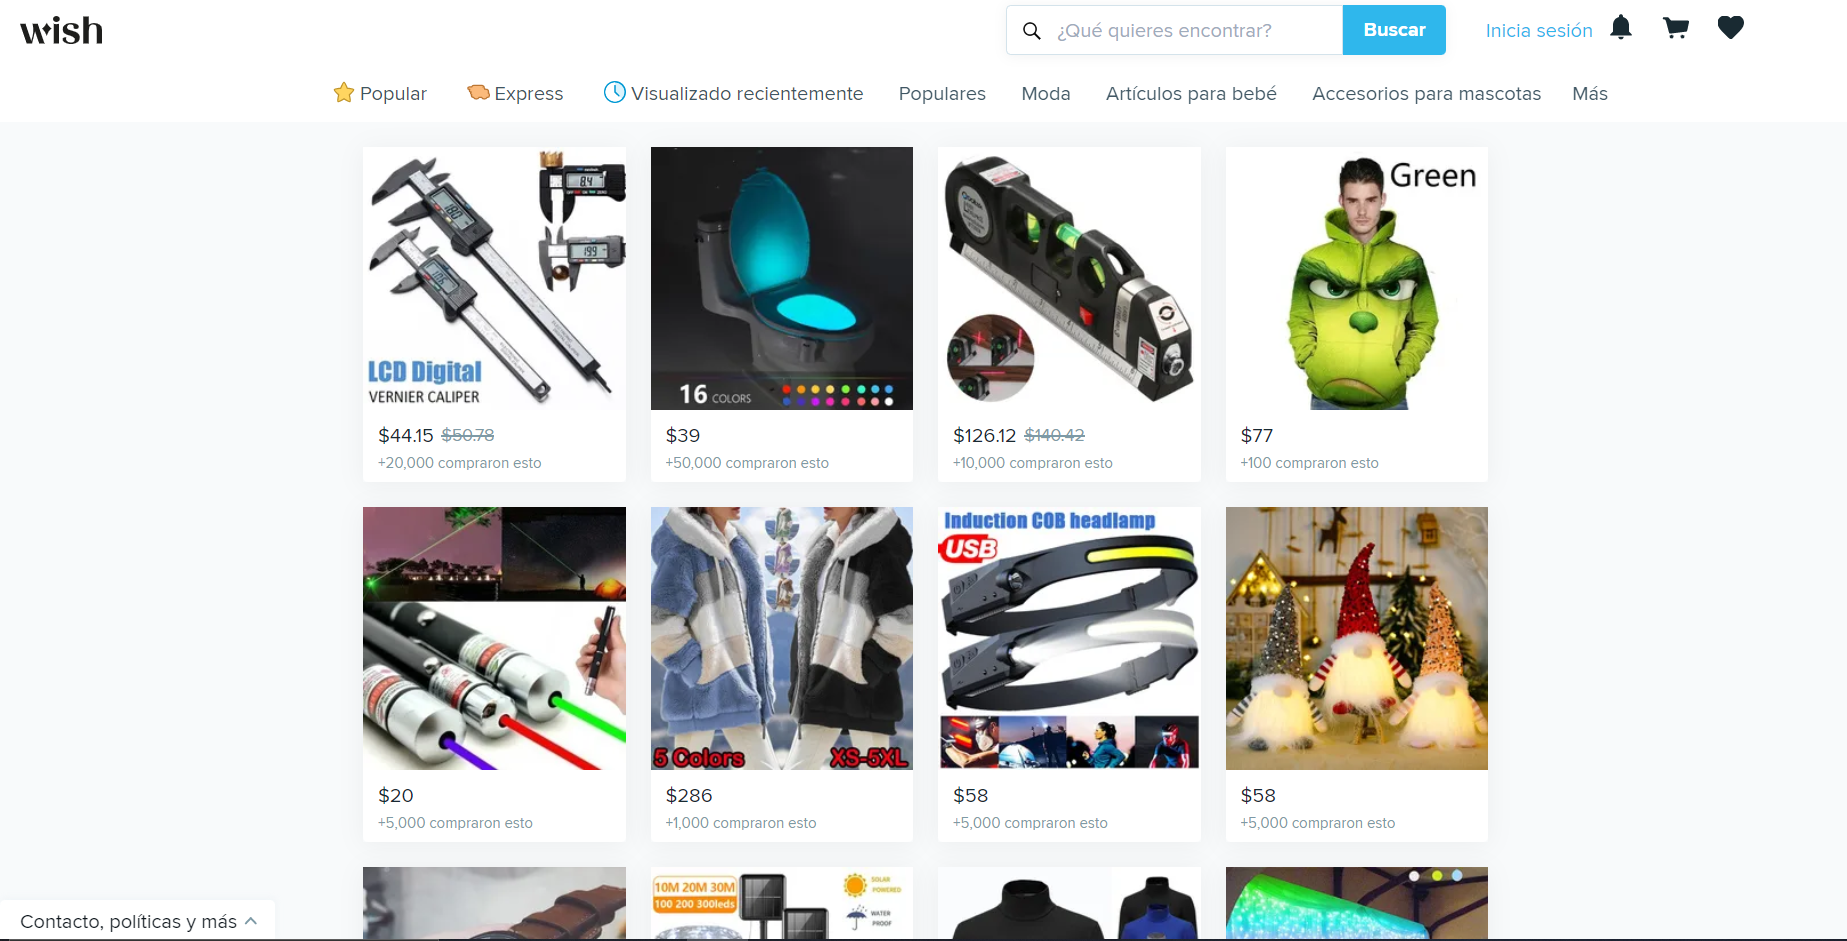 wish
¿Qué quieres encontrar?
Buscar
Inicia sesión
Popular
Express
Visualizado recientemente
Populares
Moda
Artículos para bebé
Accesorios para mascotas
Más
LCD Digital
VERNIER CALIPER
16 COLORS
Green
$44.15 $50.78
+20,000 compraron esto
$39
+50,000 compraron esto
$126.12 $140.42
+10,000 compraron esto
$77
+100 compraron esto
5 Colors
XS-5XL
Induction COB headlamp
USB
$20
+5,000 compraron esto
$286
+1,000 compraron esto
$58
+5,000 compraron esto
$58
+5,000 compraron esto
10M 20M 30M
100 200 300leds
SOLAR
POWERED
WATER
PROOF
Contacto, políticas y más